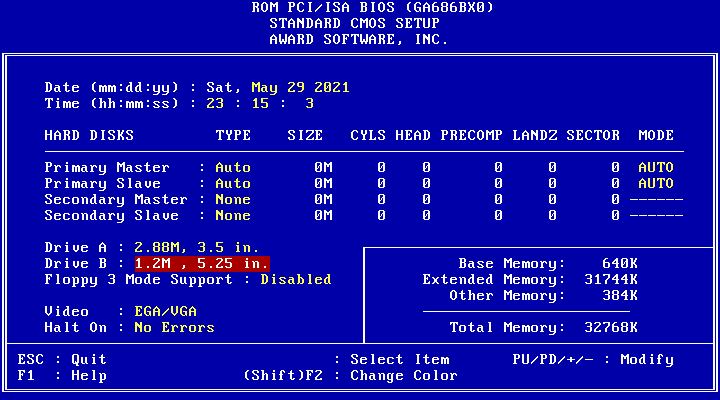 ROM PCI/ISA BIOS (GA686BX0)
STANDARD CMOS SETUP
AWARD SOFTWARE, INC.
Date (mm:dd:yy) : Sat, May 29 2021
Time (hh:mm:ss) : 23 : 15 :  3
HARD DISKS TYPE SIZE CYLS HEAD PRECOMP LANDZ SECTOR MODE
Primary Master : Auto 0M 0 0 0 0 0 AUTO
Primary Slave : Auto 0M 0 0 0 0 0 AUTO
Secondary Master : None 0M 0 0 0 0 0 ------
Secondary Slave : None 0M 0 0 0 0 0 ------
Drive A : 2.88M, 3.5 in.
Drive B : 1.2M , 5.25 in.
Floppy 3 Mode Support : Disabled
Video : EGA/VGA
Halt On : No Errors
Base Memory: 640K
Extended Memory: 31744K
Other Memory: 384K
Total Memory: 32768K
ESC : Quit : Select Item PU/PD/+/- : Modify
F1 : Help (Shift)F2 : Change Color